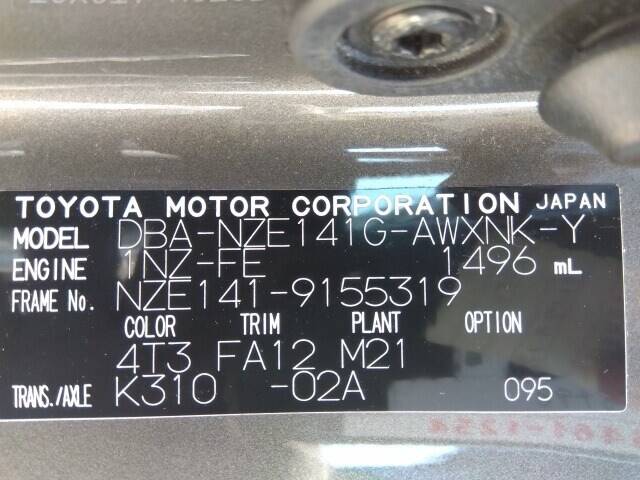 TOYOTA MOTOR CORPORATION JAPAN
MODEL DBA-NZE141G-AWXNK-Y
ENGINE 1NZ-FE 1496 mL
FRAME No. NZE141-9155319
COLOR TRIM PLANT OPTION
4T3 FA12 M21
TRANS./AXLE K310 -02A 095